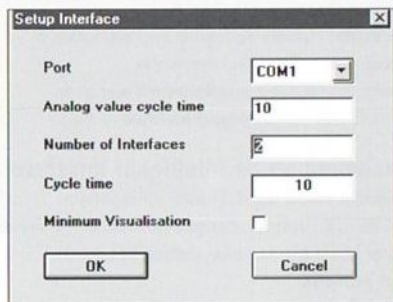 Setup Interface
Port COM1
Analog value cycle time 10
Number of Interfaces 2
Cycle time 10
Minimum Visualisation
OK Cancel